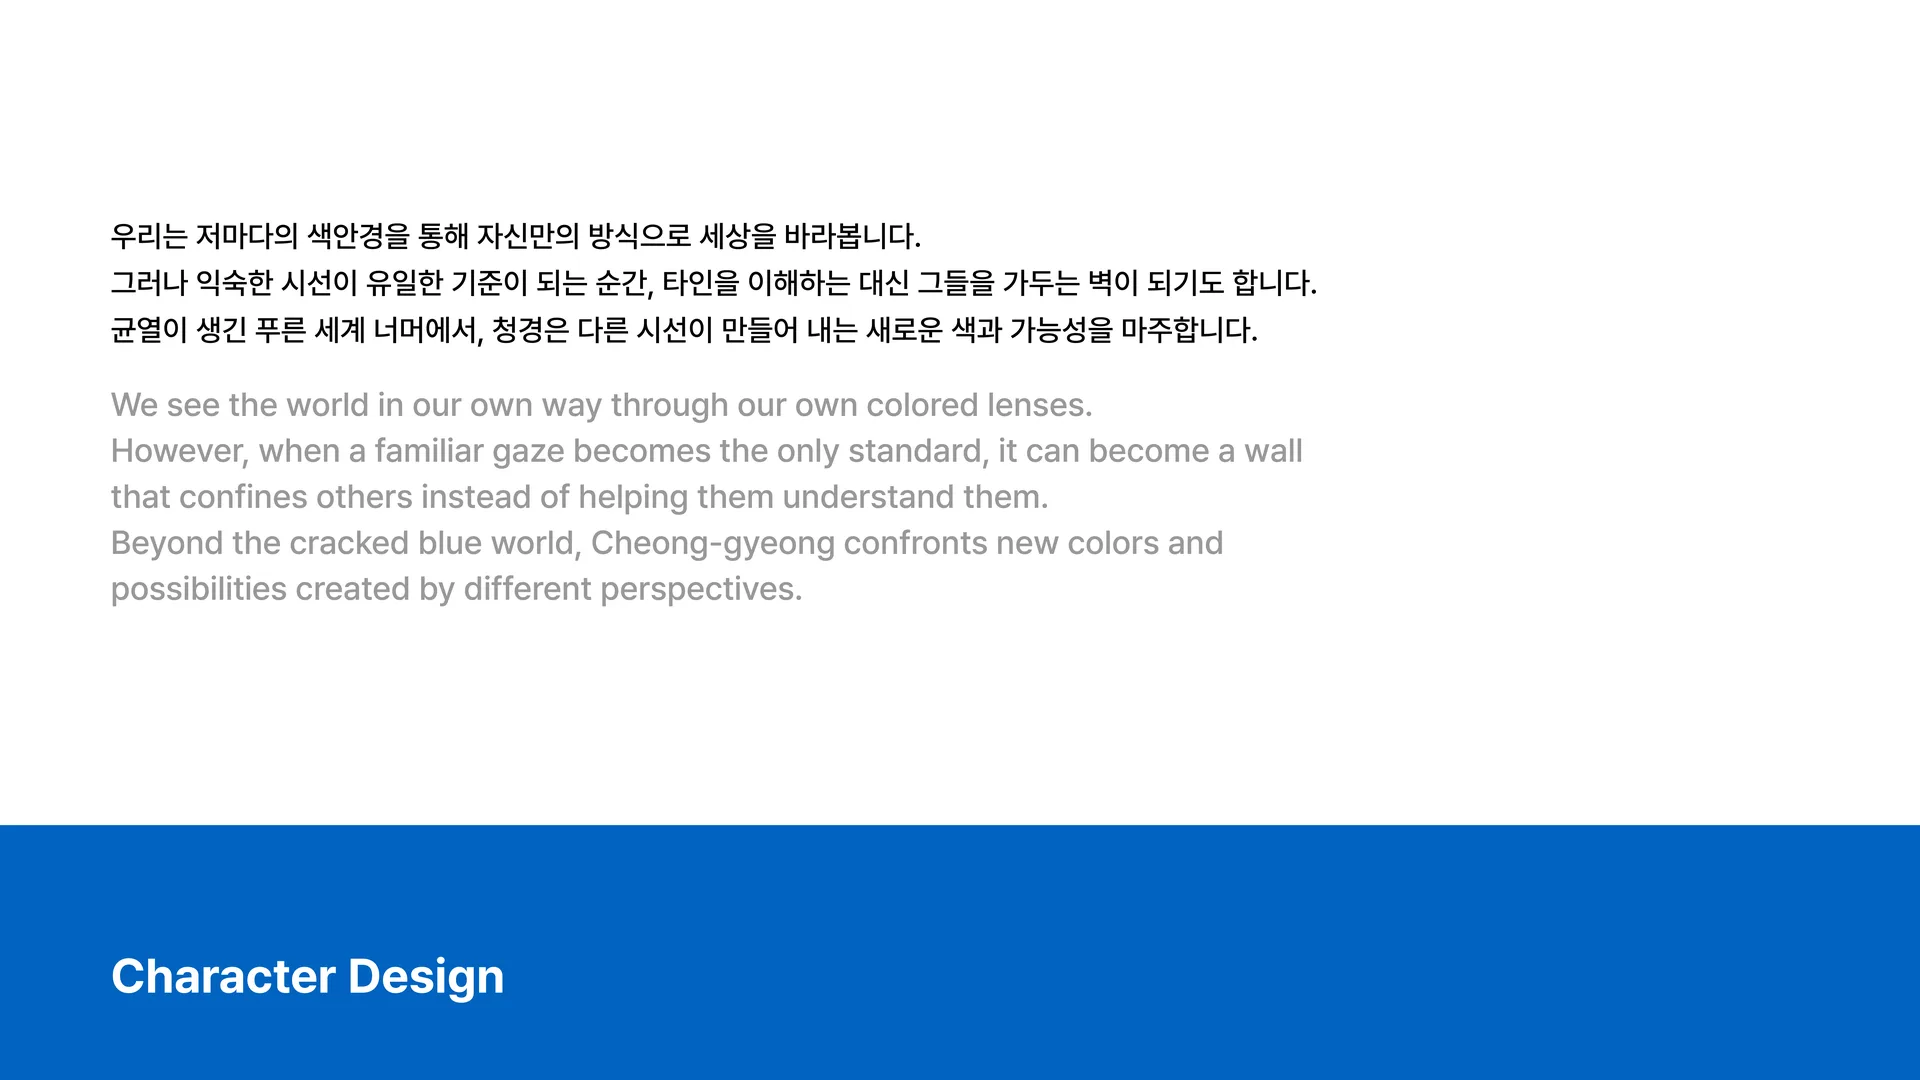 우리는 저마다의 색안경을 통해 자신만의 방식으로 세상을 바라봅니다.
그러나 익숙한 시선이 유일한 기준이 되는 순간, 타인을 이해하는 대신 그들을 가두는 벽이 되기도 합니다.
균열이 생긴 푸른 세계 너머에서, 청경은 다른 시선이 만들어 내는 새로운 색과 가능성을 마주합니다.
We see the world in our own way through our own colored lenses.
However, when a familiar gaze becomes the only standard, it can become a wall
that confines others instead of helping them understand them.
Beyond the cracked blue world, Cheong-gyeong confronts new colors and
possibilities created by different perspectives.
Character Design